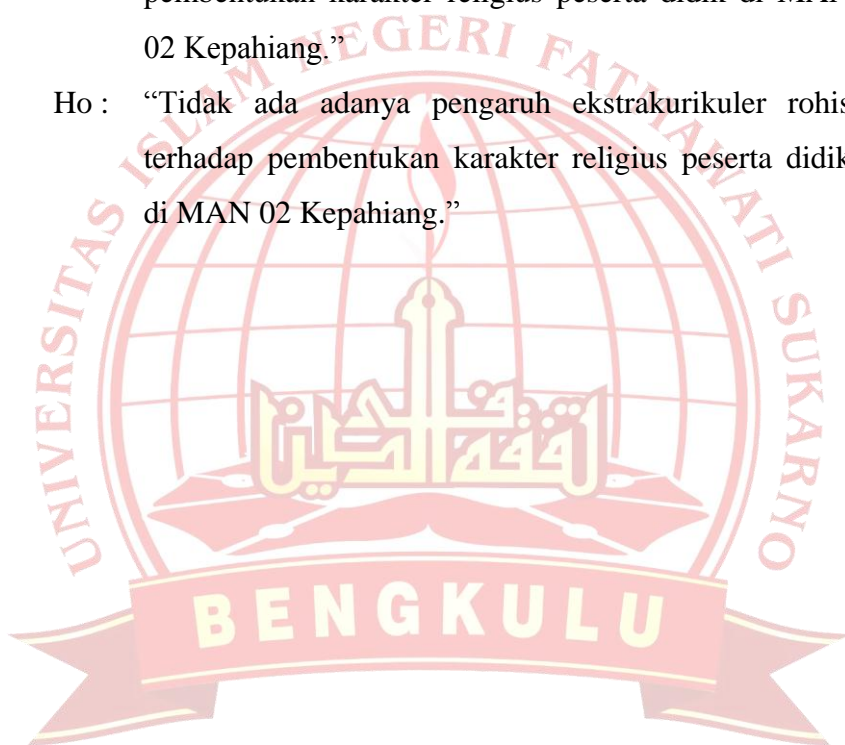 pembentukan karakter religius peserta didik di MAN
02 Kepahiang.”
Ho : “Tidak ada adanya pengaruh ekstrakurikuler rohis
terhadap pembentukan karakter religius peserta didik
di MAN 02 Kepahiang.”
UNIVERSITAS ISLAM NEGERI FATMAWATI SUKARNO
BENGKULU